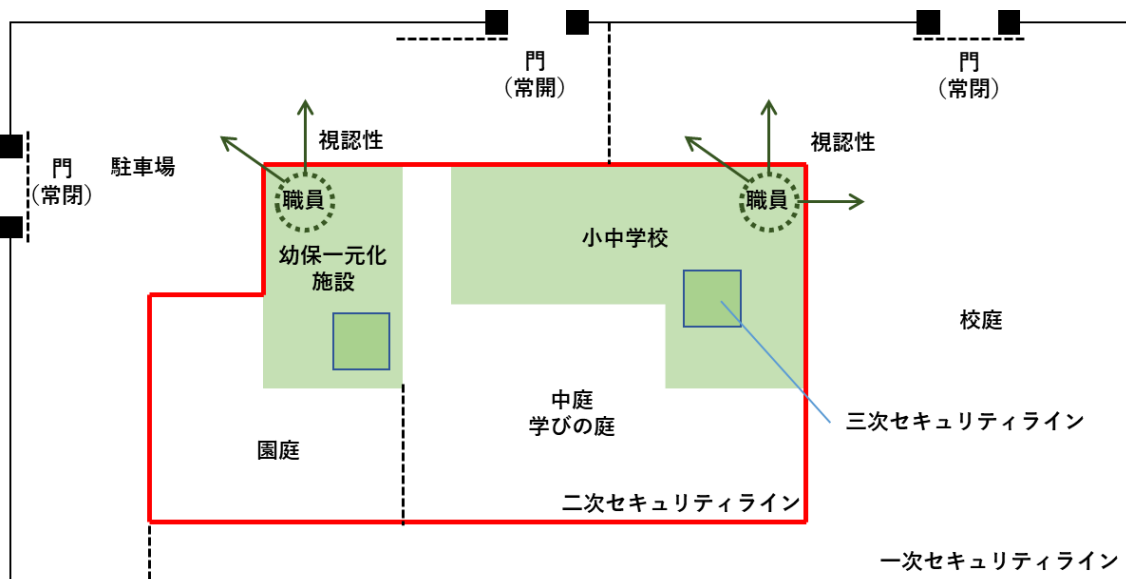 門
（常開）
門
（常閉）
視認性
視認性
門
（常閉）
駐車場
職員
職員
幼保一元化
施設
小中学校
校庭
中庭
学びの庭
三次セキュリティライン
園庭
二次セキュリティライン
一次セキュリティライン